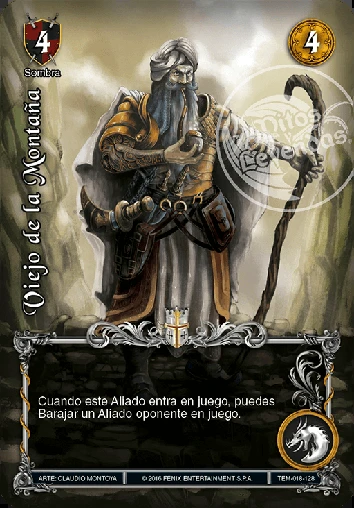 4
4
Sombra
Mitos y
Leyendas.
Viejo de la Montaña
Cuando este Aliado entra en juego, puedes
Barajar un Aliado oponente en juego.
ARTE: CLAUDIO MONTOYA
© 2016 FENIX ENTERTAINMENT S.P.A.
TEM-018-128